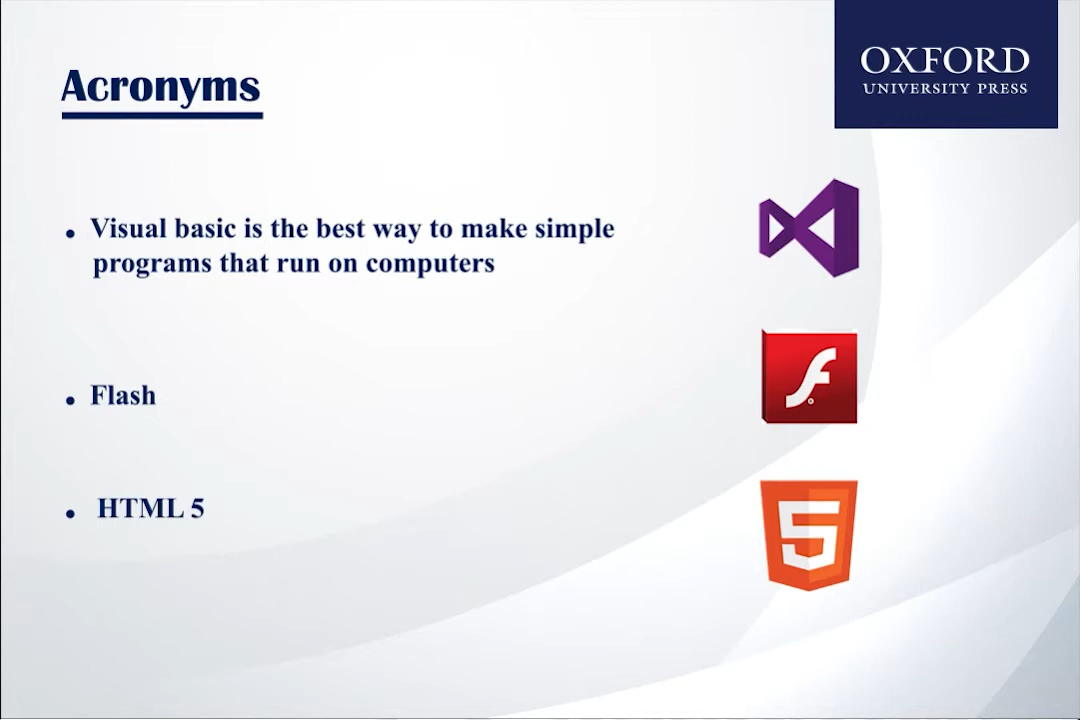 Acronyms
OXFORD
UNIVERSITY PRESS
• Visual basic is the best way to make simple
programs that run on computers
• Flash
• HTML 5
5